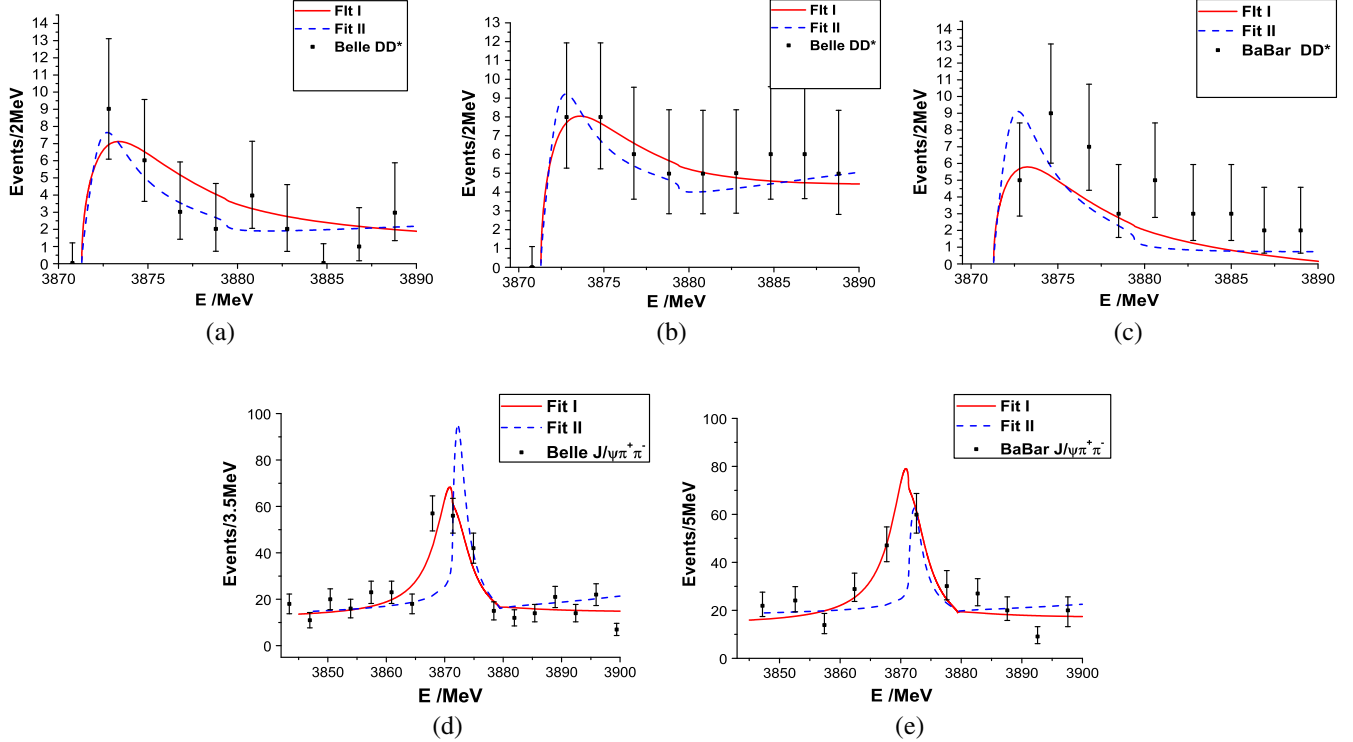 FIt I
Fit II
Belle DD*
Events/2MeV
14
13
12
11
10
9
8
7
6
5
4
3
2
1
0
3870
3875
3880
3885
3890
E /MeV
(a)
Fit I
Fit II
Belle DD*
Events/2MeV
13
12
11
10
9
8
7
6
5
4
3
2
1
0
3870
3875
3880
3885
3890
E /MeV
(b)
FIt I
Fit II
BaBar DD*
Events/2MeV
14
13
12
11
10
9
8
7
6
5
4
3
2
1
0
3870
3875
3880
3885
3890
E /MeV
(c)
Fit I
Fit II
Belle J/ψπ⁺π⁻
Events/3.5MeV
100
80
60
40
20
0
3850
3860
3870
3880
3890
3900
E /MeV
(d)
Fit I
Fit II
BaBar J/ψπ⁺π⁻
Events/5MeV
100
80
60
40
20
0
3850
3860
3870
3880
3890
3900
E /MeV
(e)